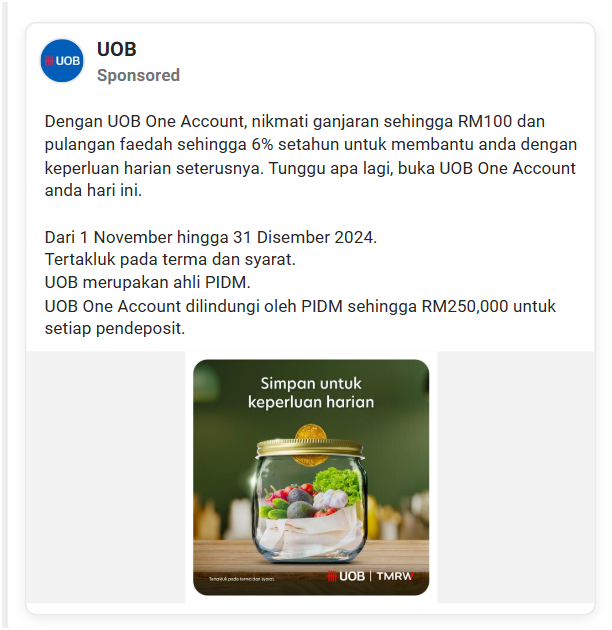 UOB
UOB
Sponsored
Dengan UOB One Account, nikmati ganjaran sehingga RM100 dan
pulangan faedah sehingga 6% setahun untuk membantu anda dengan
keperluan harian seterusnya. Tunggu apa lagi, buka UOB One Account
anda hari ini.
Dari 1 November hingga 31 Disember 2024.
Tertakluk pada terma dan syarat.
UOB merupakan ahli PIDM.
UOB One Account dilindungi oleh PIDM sehingga RM250,000 untuk
setiap pendeposit.
Simpan untuk
keperluan harian
Tertakluk pada terma dan syarat.
UOB | TMRW